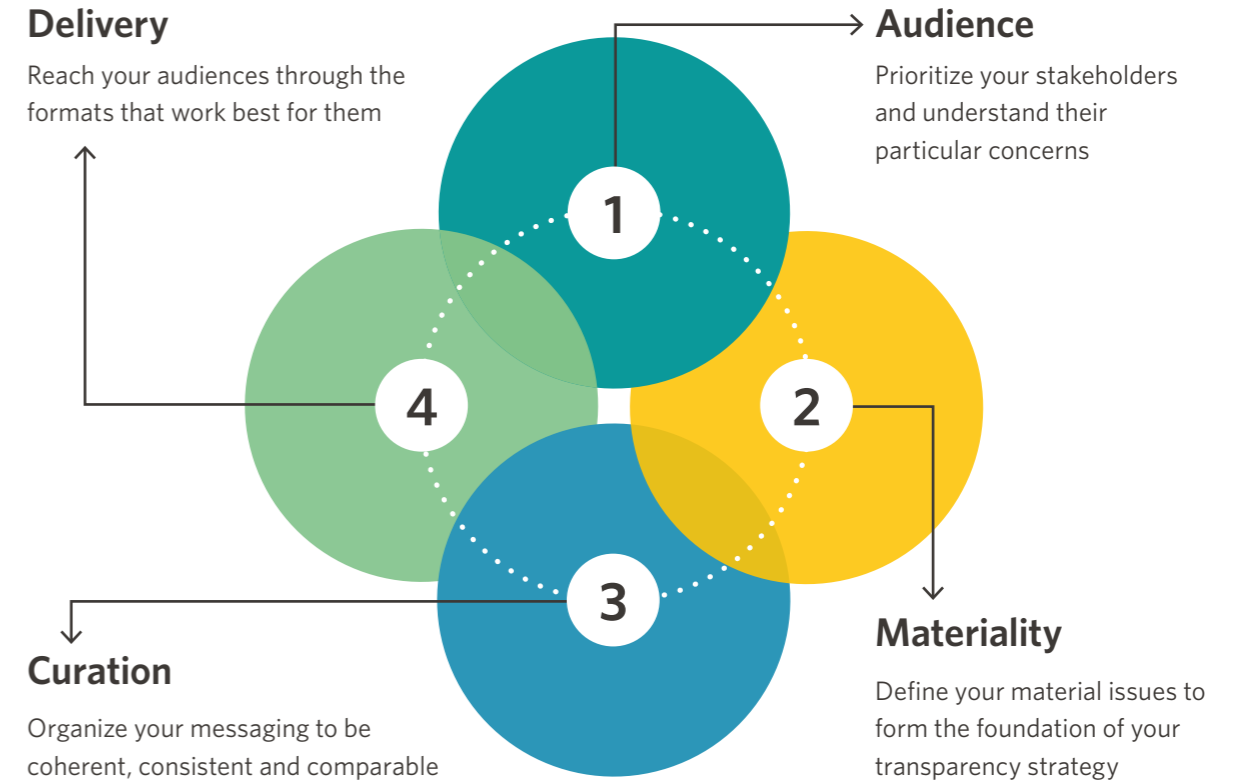 Delivery
Reach your audiences through the
formats that work best for them
Audience
Prioritize your stakeholders
and understand their
particular concerns
1
4
2
3
Curation
Organize your messaging to be
coherent, consistent and comparable
Materiality
Define your material issues to
form the foundation of your
transparency strategy